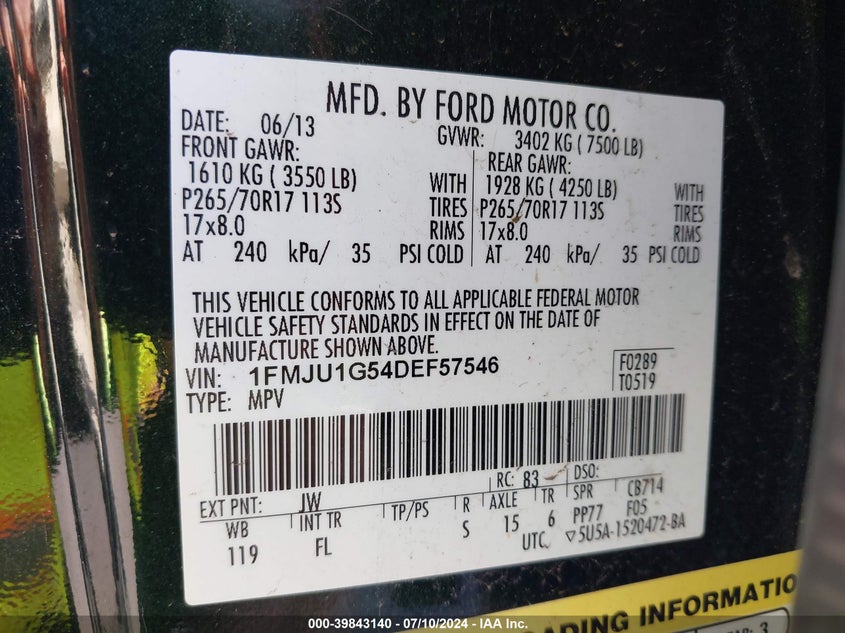 MFD. BY FORD MOTOR CO.
DATE: 06/13 GVWR: 3402 KG ( 7500 LB)
FRONT GAWR: REAR GAWR:
1610 KG ( 3550 LB) WITH 1928 KG ( 4250 LB) WITH
P265/70R17 113S TIRES P265/70R17 113S TIRES
17x8.0 RIMS 17x8.0 RIMS
AT 240 kPa/ 35 PSI COLD AT 240 kPa/ 35 PSI COLD
THIS VEHICLE CONFORMS TO ALL APPLICABLE FEDERAL MOTOR
VEHICLE SAFETY STANDARDS IN EFFECT ON THE DATE OF
MANUFACTURE SHOWN ABOVE.
VIN: 1FMJU1G54DEF57546 F0289
TYPE: MPV T0519
EXT PNT: JW RC: 83 DSO:
WB INT TR TP/PS R AXLE TR SPR CB714
119 FL S 15 6 PP77 F05
UTC ▽5U5A-1520472-BA
ADING INFORMATIO
3
000-39843140 - 07/10/2024 - IAA Inc.